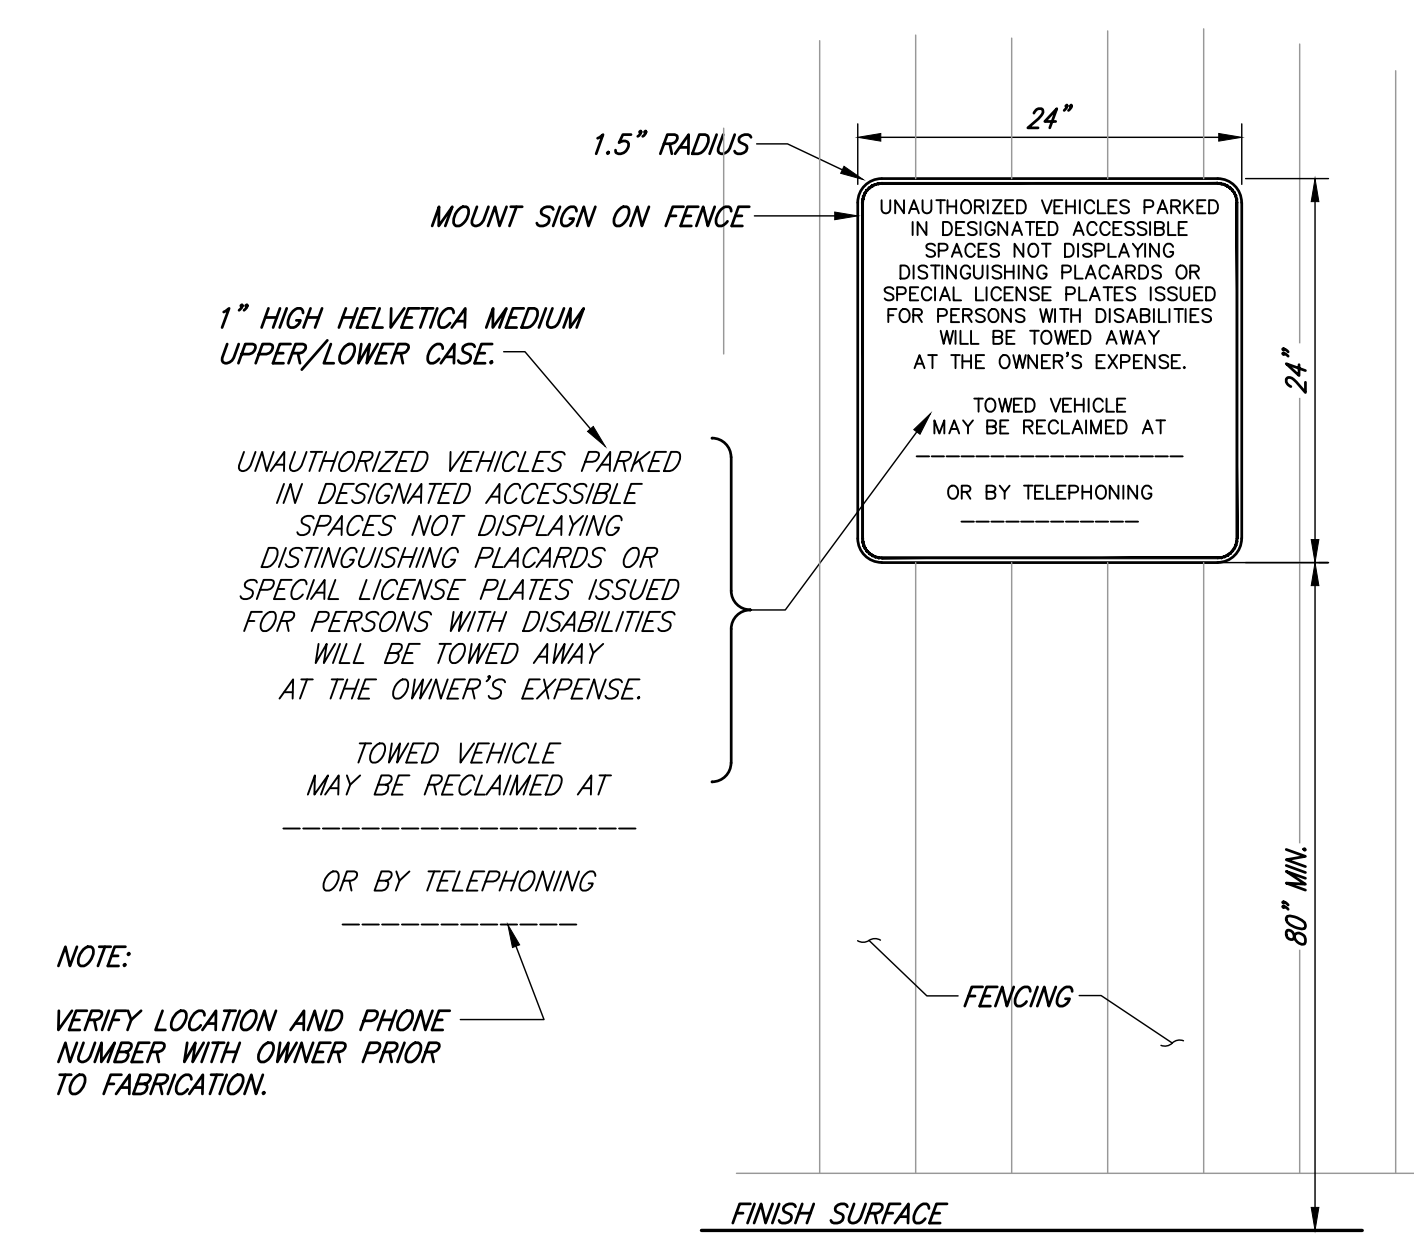 24"
1.5" RADIUS
MOUNT SIGN ON FENCE
UNAUTHORIZED VEHICLES PARKED
IN DESIGNATED ACCESSIBLE
SPACES NOT DISPLAYING
DISTINGUISHING PLACARDS OR
SPECIAL LICENSE PLATES ISSUED
FOR PERSONS WITH DISABILITIES
WILL BE TOWED AWAY
AT THE OWNER'S EXPENSE.
TOWED VEHICLE
MAY BE RECLAIMED AT
OR BY TELEPHONING
24"
1" HIGH HELVETICA MEDIUM
UPPER/LOWER CASE.
UNAUTHORIZED VEHICLES PARKED
IN DESIGNATED ACCESSIBLE
SPACES NOT DISPLAYING
DISTINGUISHING PLACARDS OR
SPECIAL LICENSE PLATES ISSUED
FOR PERSONS WITH DISABILITIES
WILL BE TOWED AWAY
AT THE OWNER'S EXPENSE.
TOWED VEHICLE
MAY BE RECLAIMED AT
OR BY TELEPHONING
80" MIN.
NOTE:
VERIFY LOCATION AND PHONE
NUMBER WITH OWNER PRIOR
TO FABRICATION.
FENCING
FINISH SURFACE